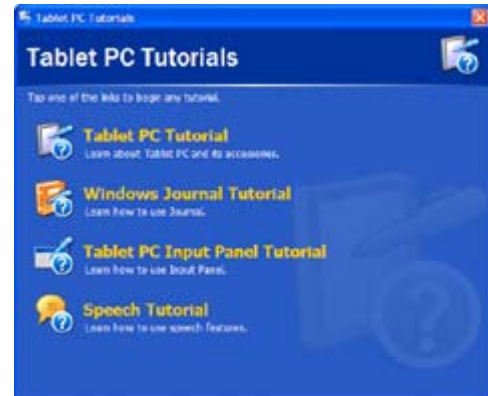 Tablet PC Tutorials
Tablet PC Tutorials
Tap one of the links to begin any tutorial.
Tablet PC Tutorial
Learn about Tablet PC and its accessories.
Windows Journal Tutorial
Learn how to use Journal.
Tablet PC Input Panel Tutorial
Learn how to use Input Panel.
Speech Tutorial
Learn how to use speech features.